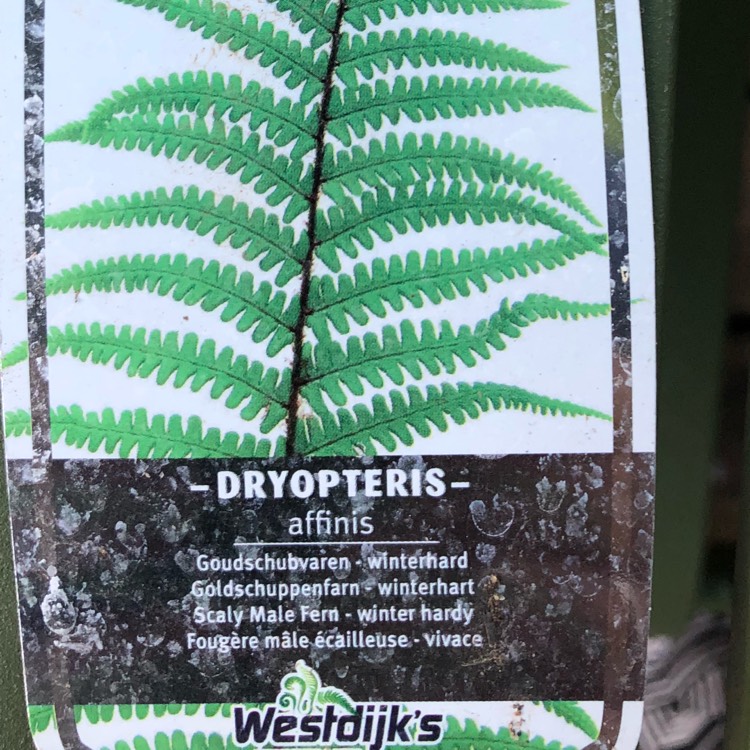 – DRYOPTERIS –
affinis
Goudschubvaren - winterhard
Goldschuppenfarn - winterhart
Scaly Male Fern - winter hardy
Fougère mâle écailleuse - vivace
Westdijk's